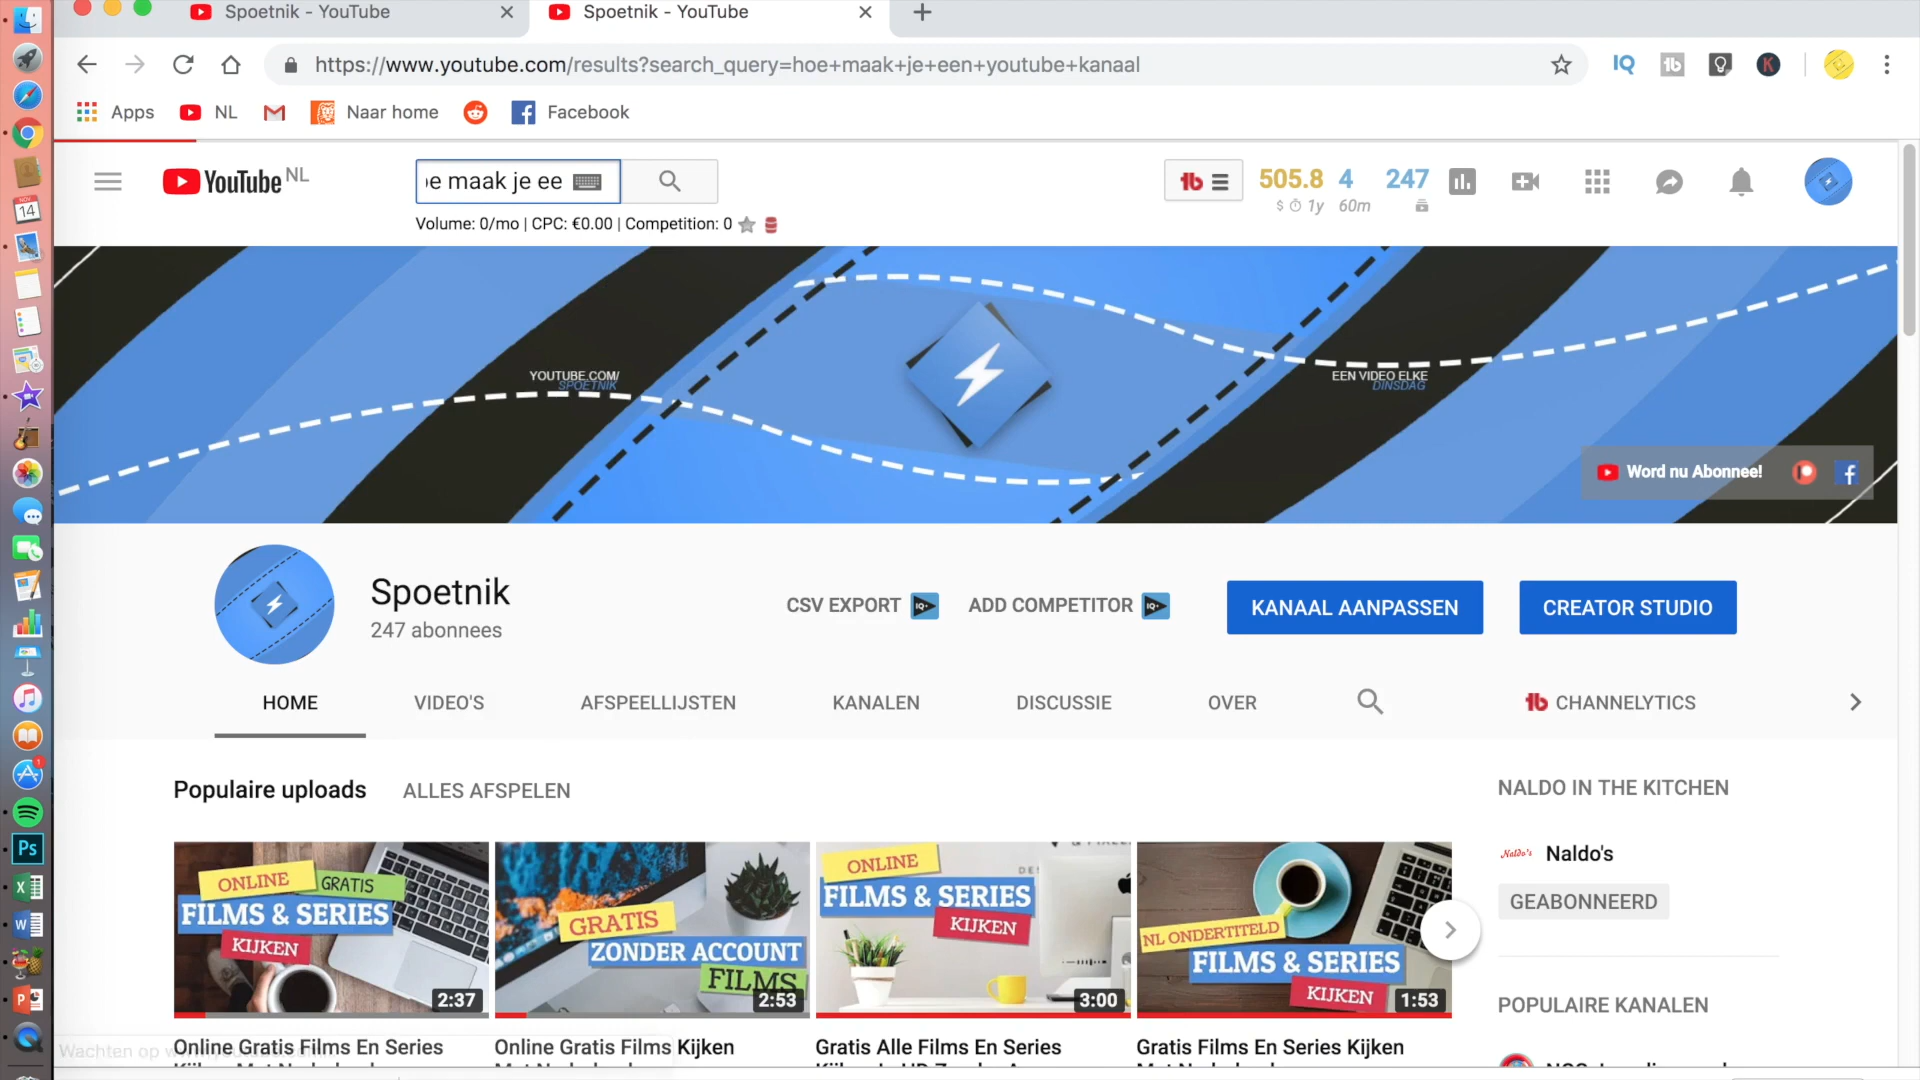 Spoetnik - YouTube
Spoetnik - YouTube
https://www.youtube.com/results?search_query=hoe+maak+je+een+youtube+kanaal
IQ
K
Apps
NL
Naar home
Facebook
NOV
14
YouTube NL
oe maak je ee
505.8 4 247
$ 1y 60m
Volume: 0/mo | CPC: €0.00 | Competition: 0
YOUTUBE.COM/
SPOETNIK
EEN VIDEO ELKE
DINSDAG
Word nu Abonnee!
Spoetnik
247 abonnees
CSV EXPORT
ADD COMPETITOR
KANAAL AANPASSEN
CREATOR STUDIO
HOME
VIDEO'S
AFSPEELLIJSTEN
KANALEN
DISCUSSIE
OVER
CHANNELYTICS
Populaire uploads
ALLES AFSPELEN
NALDO IN THE KITCHEN
Naldo's
Naldo's
GEABONNEERD
POPULAIRE KANALEN
ONLINE GRATIS
FILMS & SERIES
KIJKEN
2:37
GRATIS
ZONDER ACCOUNT
FILMS
2:53
ONLINE
FILMS & SERIES
KIJKEN
3:00
NL ONDERTITELD
FILMS & SERIES
KIJKEN
1:53
Online Gratis Films En Series
Online Gratis Films Kijken
Gratis Alle Films En Series
Gratis Films En Series Kijken
Wachten op
Ps